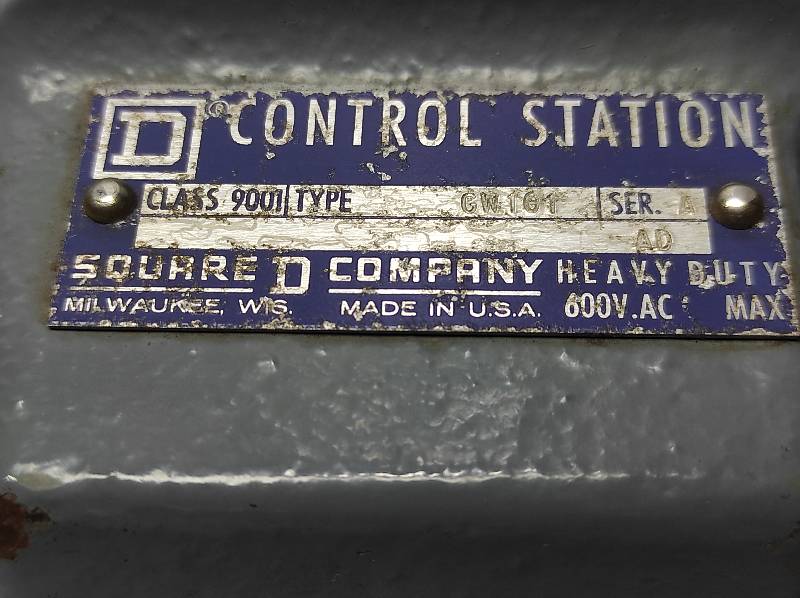 D® CONTROL STATION
CLASS 9001 TYPE GW101 SER. A
AD
SQUARE D COMPANY HEAVY DUTY
MILWAUKEE, WIS. MADE IN U.S.A. 600V.AC MAX